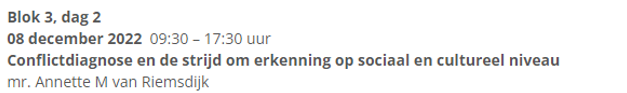 Blok 3, dag 2
08 december 2022  09:30 – 17:30 uur
Conflictdiagnose en de strijd om erkenning op sociaal en cultureel niveau
mr. Annette M van Riemsdijk